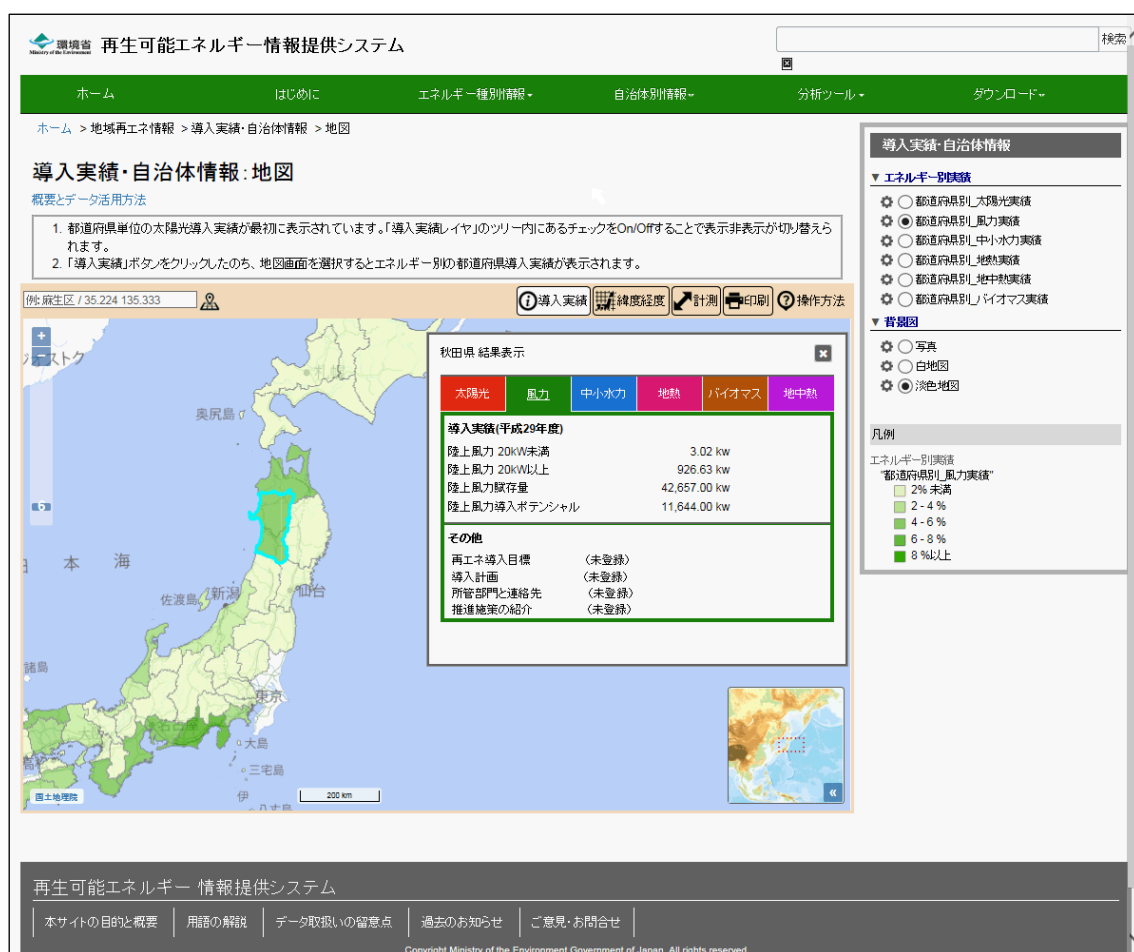 環境省
Ministry of the Environment
再生可能エネルギー情報提供システム
検索
ホーム
はじめに
エネルギー種別情報
自治体別情報
分析ツール
ダウンロード
ホーム >地域再エネ情報 >導入実績・自治体情報 >地図
導入実績・自治体情報:地図
概要とデータ活用方法
1. 都道府県単位の太陽光導入実績が最初に表示されています。「導入実績レイヤ」のツリー内にあるチェックをOn/Offすることで表示非表示が切り替えら
れます。
2. 「導入実績」ボタンをクリックしたのち、地図画面を選択するとエネルギー別の都道府県導入実績が表示されます。
例: 麻生区 / 35.224 135.333
導入実績
緯度経度
計測
印刷
操作方法
+
−
6
札幌
奥尻島
日 本 海
佐渡島
新潟
仙台
諸島
東京
名古屋
大島
三宅島
伊
八丈島
国土地理院
200 km
秋田県 結果表示
太陽光
風力
中小水力
地熱
バイオマス
地中熱
導入実績(平成29年度)
陸上風力 20kW未満 3.02 kw
陸上風力 20kW以上 926.63 kw
陸上風力賦存量 42,657.00 kw
陸上風力導入ポテンシャル 11,644.00 kw
その他
再エネ導入目標 (未登録)
導入計画 (未登録)
所管部門と連絡先 (未登録)
推進施策の紹介 (未登録)
«
導入実績・自治体情報
▼ エネルギー別実績
都道府県別_太陽光実績
都道府県別_風力実績
都道府県別_中小水力実績
都道府県別_地熱実績
都道府県別_地中熱実績
都道府県別_バイオマス実績
▼ 背景図
写真
白地図
淡色地図
凡例
エネルギー別実績
"都道府県別_風力実績"
2% 未満
2 - 4 %
4 - 6 %
6 - 8 %
8 %以上
再生可能エネルギー 情報提供システム
本サイトの目的と概要
用語の解説
データ取扱いの留意点
過去のお知らせ
ご意見・お問合せ
Copyright Ministry of the Environment Government of Japan. All rights reserved.